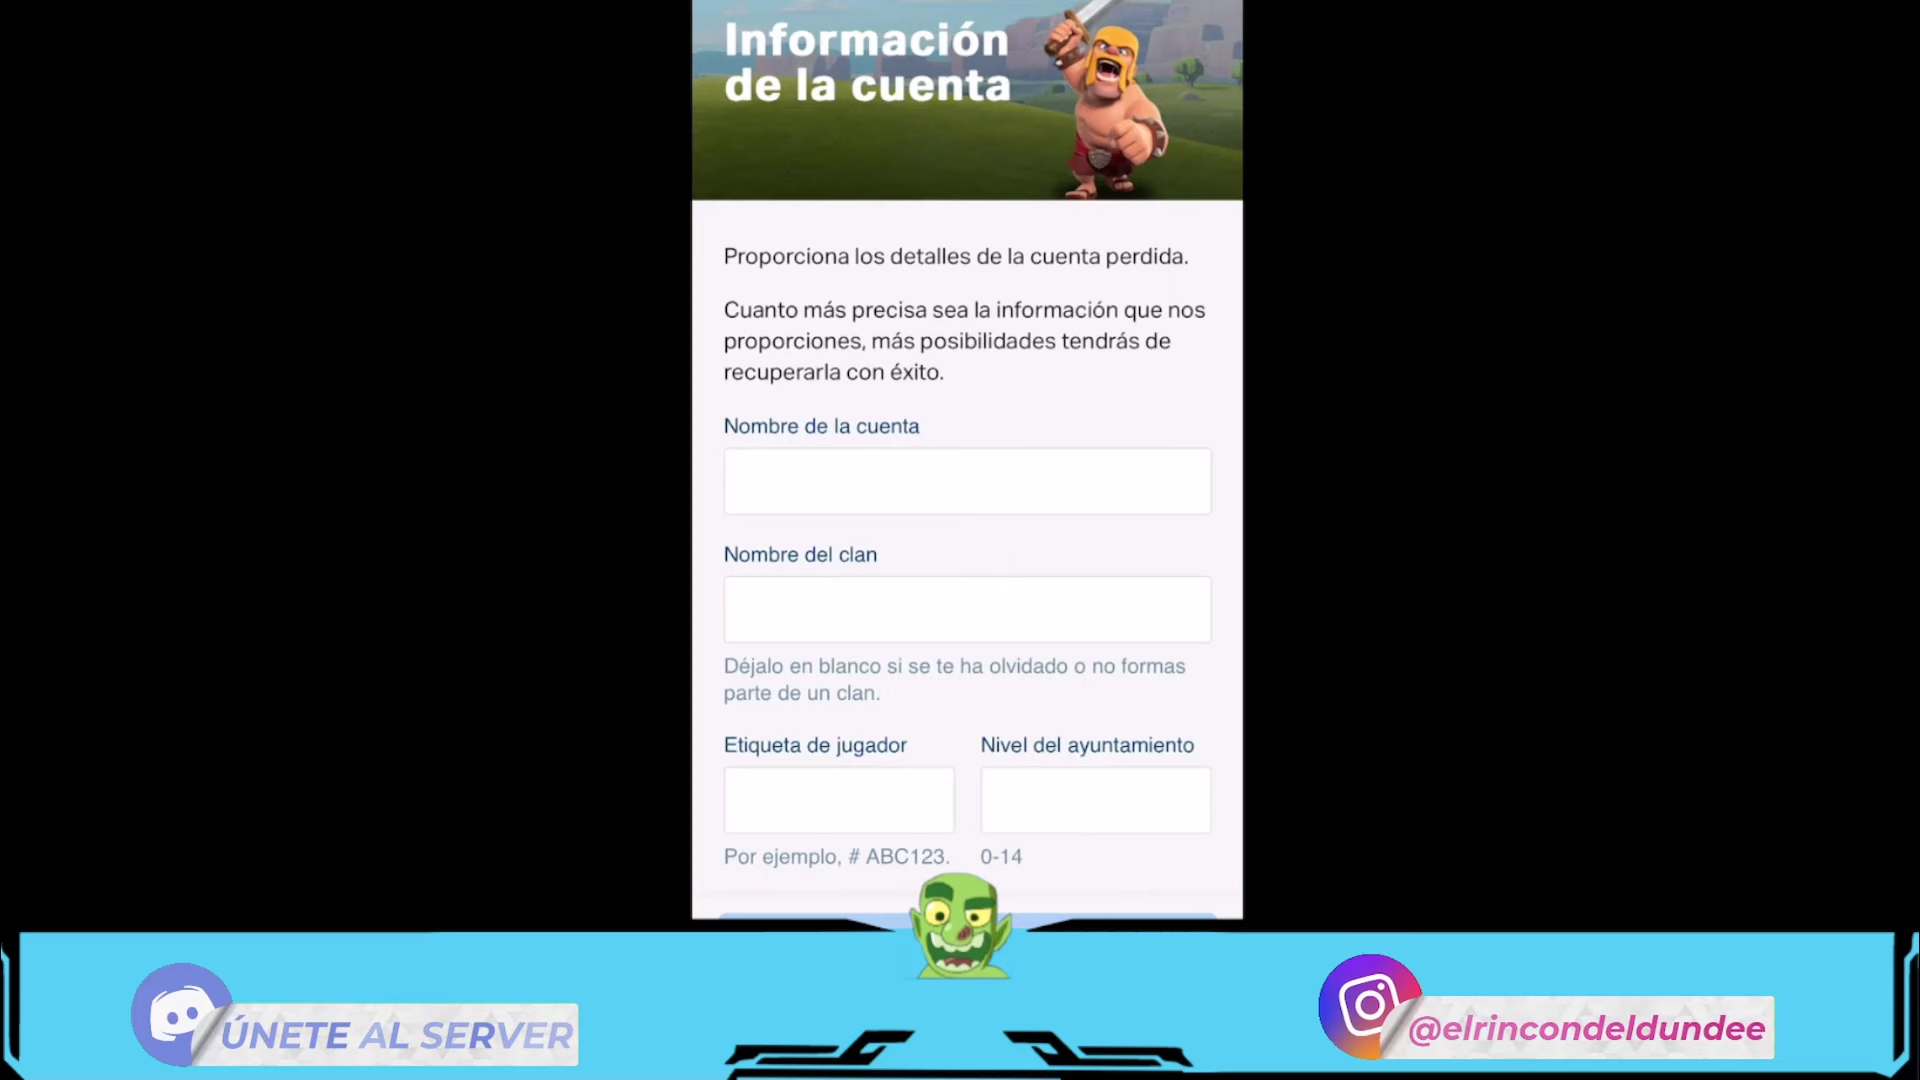 Información
de la cuenta
Proporciona los detalles de la cuenta perdida.
Cuanto más precisa sea la información que nos
proporciones, más posibilidades tendrás de
recuperarla con éxito.
Nombre de la cuenta
Nombre del clan
Déjalo en blanco si se te ha olvidado o no formas
parte de un clan.
Etiqueta de jugador
Nivel del ayuntamiento
Por ejemplo, # ABC123.
0-14
ÚNETE AL SERVER
@elrincondeldundee